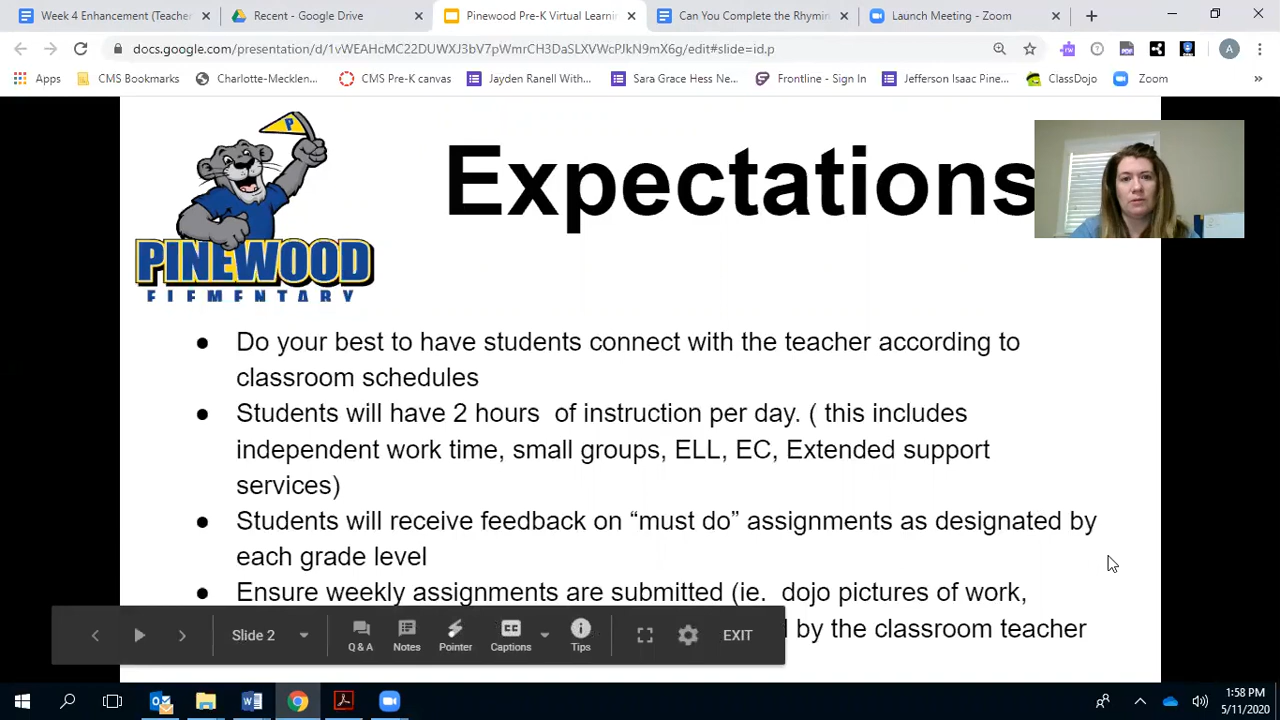 Week 4 Enhancement (Teache
Recent - Google Drive
Pinewood Pre-K Virtual Learnin
Can You Complete the Rhymin
Launch Meeting - Zoom
docs.google.com/presentation/d/1vWEAHcMC22DUWXJ3bV7pWmrCH3DaSLXVWcPJkN9mX6g/edit#slide=id.p
A
Apps
CMS Bookmarks
Charlotte-Mecklen...
CMS Pre-K canvas
Jayden Ranell With...
Sara Grace Hess Le...
Frontline - Sign In
Jefferson Isaac Pine...
ClassDojo
Zoom
P
PINEWOOD
ELEMENTARY
Expectations
● Do your best to have students connect with the teacher according to
classroom schedules
● Students will have 2 hours of instruction per day. ( this includes
independent work time, small groups, ELL, EC, Extended support
services)
● Students will receive feedback on “must do” assignments as designated by
each grade level
● Ensure weekly assignments are submitted (ie. dojo pictures of work,
by the classroom teacher
Slide 2
Q & A
Notes
Pointer
Captions
Tips
EXIT
1:58 PM
5/11/2020